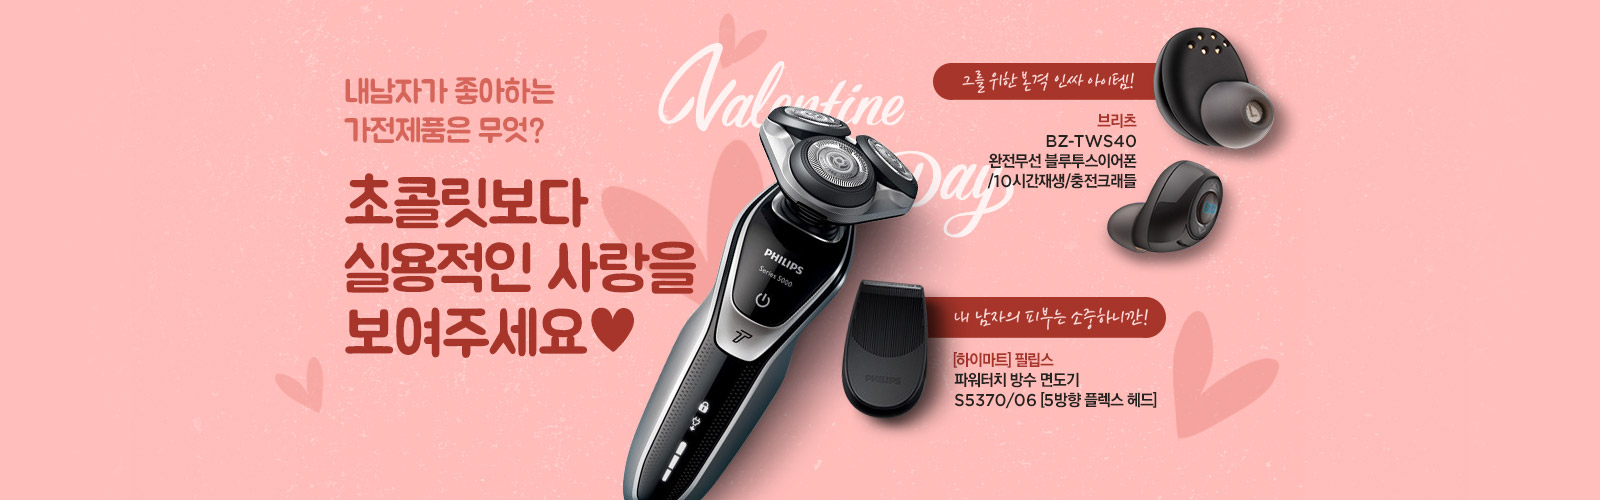 내남자가 좋아하는
가전제품은 무엇?
초콜릿보다
실용적인 사랑을
보여주세요♥
Valentine
Day
PHILIPS
Series 5000
그를 위한 본격 인싸 아이템!
브리츠
BZ-TWS40
완전무선 블루투스이어폰
/10시간재생/충전크래들
내 남자의 피부는 소중하니깐!
PHILIPS
[하이마트] 필립스
파워터치 방수 면도기
S5370/06 [5방향 플렉스 헤드]